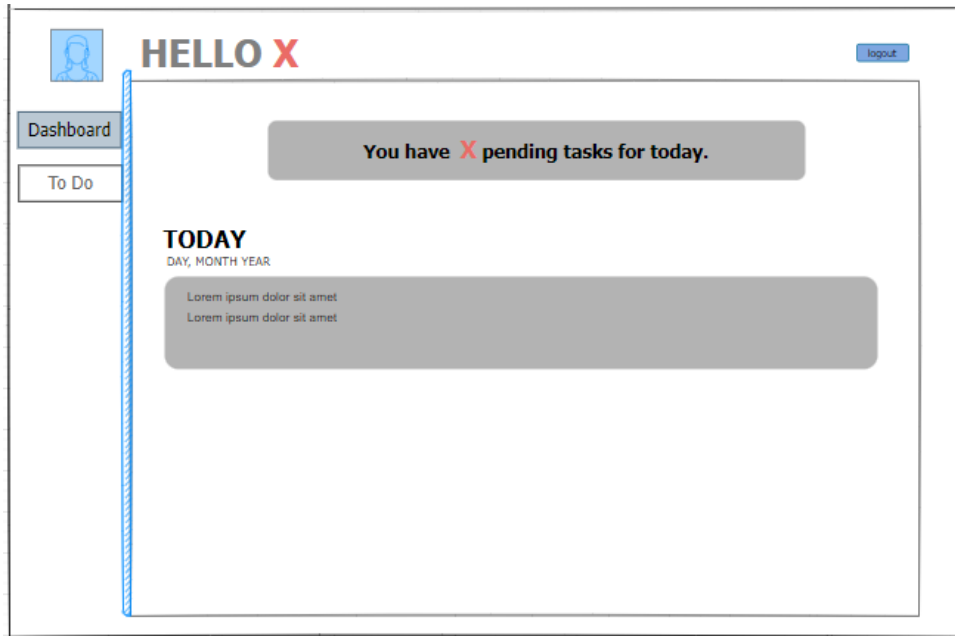 HELLO X
logout
Dashboard
To Do
You have X pending tasks for today.
TODAY
DAY, MONTH YEAR
Lorem ipsum dolor sit amet
Lorem ipsum dolor sit amet